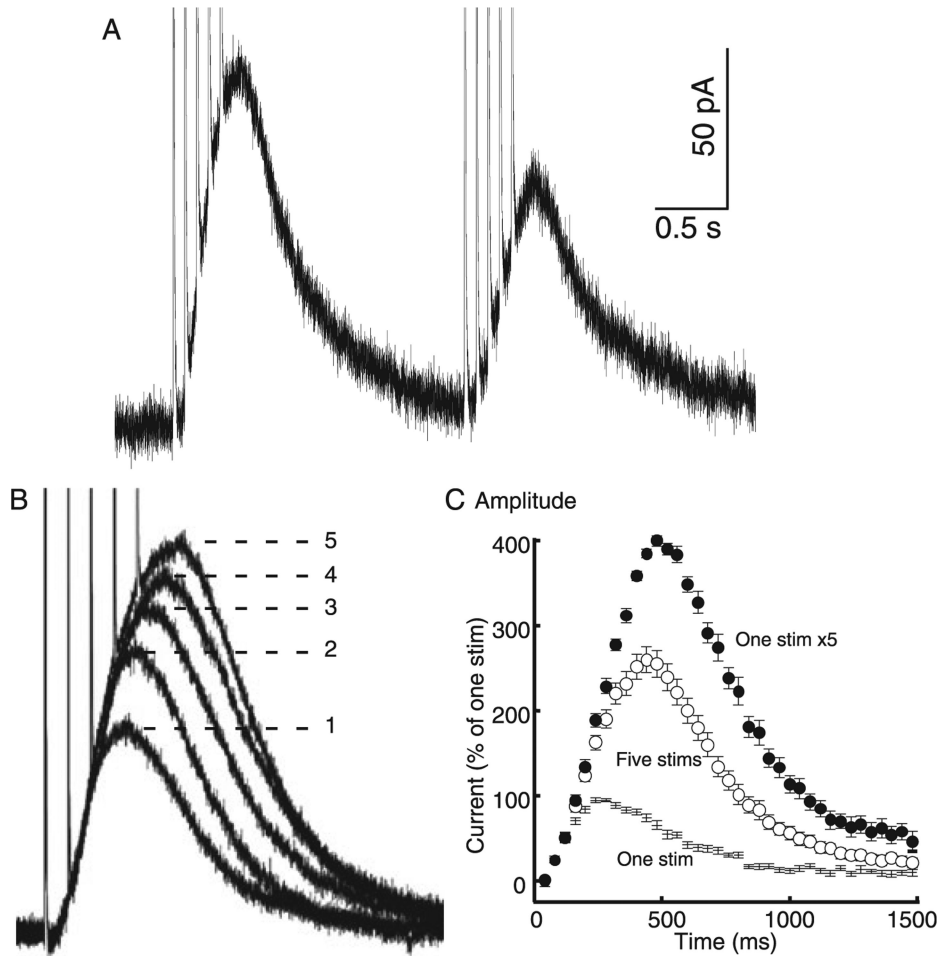 A
50 pA
0.5 s
B
5
4
3
2
1
C Amplitude
Current (% of one stim)
400
300
200
100
0
One stim x5
Five stims
One stim
0
500
1000
1500
Time (ms)